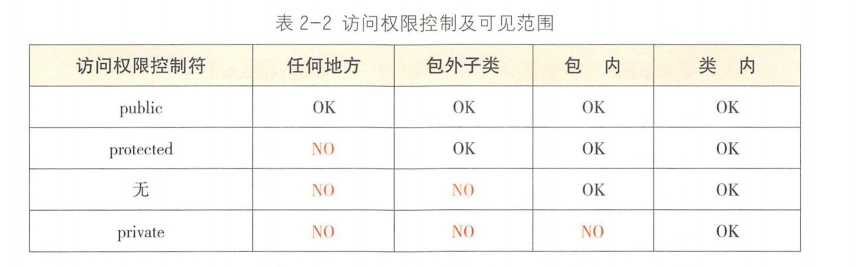 表 2-2 访问权限控制及可见范围
访问权限控制符 任何地方 包外子类 包 内 类 内
public OK OK OK OK
protected NO OK OK OK
无 NO NO OK OK
private NO NO NO OK